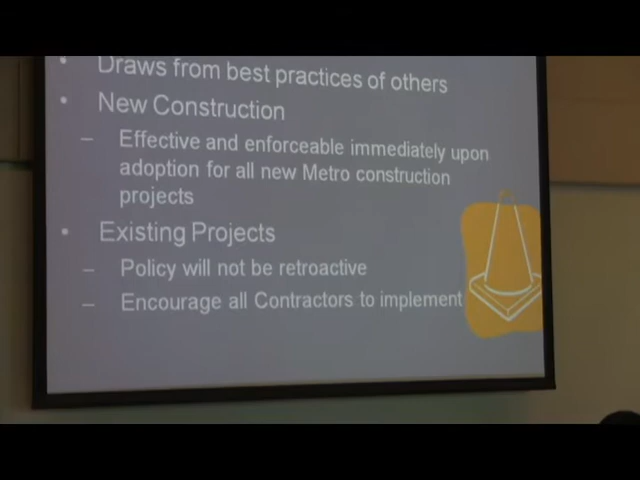 • Draws from best practices of others
• New Construction
– Effective and enforceable immediately upon
adoption for all new Metro construction
projects
• Existing Projects
– Policy will not be retroactive
– Encourage all Contractors to implement